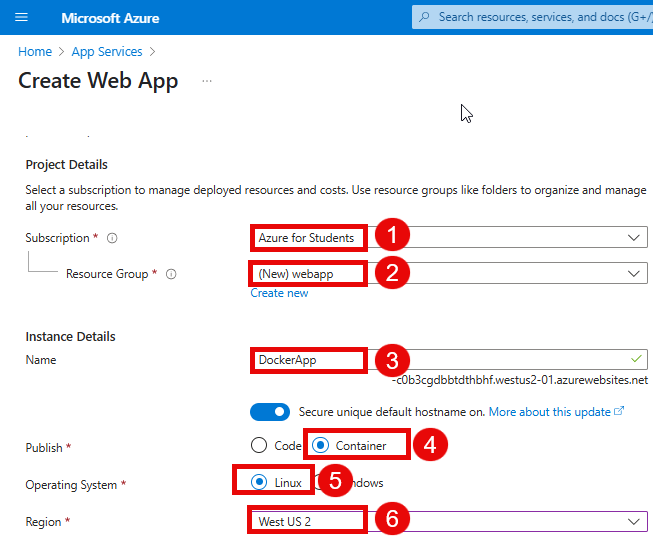 Microsoft Azure
Search resources, services, and docs (G+/)
Home > App Services >
Create Web App ...
Project Details
Select a subscription to manage deployed resources and costs. Use resource groups like folders to organize and manage
all your resources.
Subscription * Azure for Students 1
Resource Group * (New) webapp 2
Create new
Instance Details
Name DockerApp 3
-c0b3cgdbbtdthbhf.westus2-01.azurewebsites.net
Secure unique default hostname on. More about this update
Publish * Code Container 4
Operating System * Linux 5
Region * West US 2 6